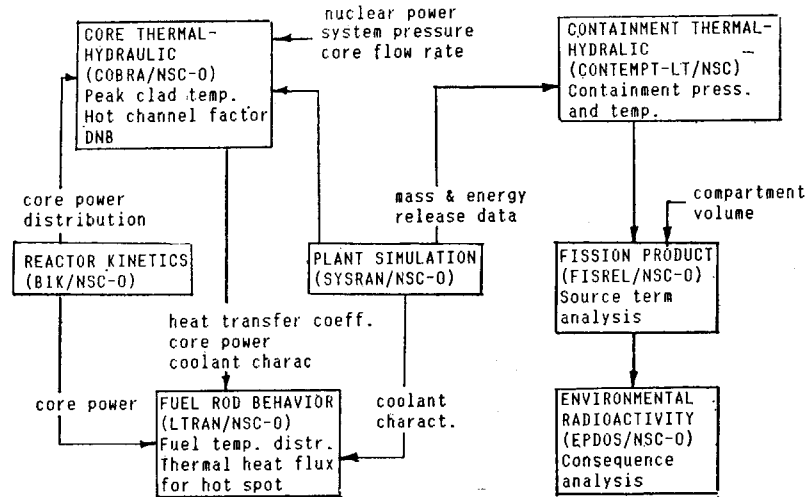 CORE THERMAL-
HYDRAULIC
(COBRA/NSC-O)
Peak clad temp.
Hot channel factor
DNB
nuclear power
system pressure
core flow rate
CONTAINMENT THERMAL-
HYDRALIC
(CONTEMPT-LT/NSC)
Containment press.
and temp.
core power
distribution
mass & energy
release data
compartment
volume
REACTOR KINETICS
(B1K/NSC-O)
PLANT SIMULATION
(SYSRAN/NSC-O)
FISSION PRODUCT
(FISREL/NSC-O)
Source term
analysis
heat transfer coeff.
core power
coolant charac
core power
FUEL ROD BEHAVIOR
(LTRAN/NSC-O)
Fuel temp. distr.
Thermal heat flux
for hot spot
coolant
charact.
ENVIRONMENTAL
RADIOACTIVITY
(EPDOS/NSC-O)
Consequence
analysis